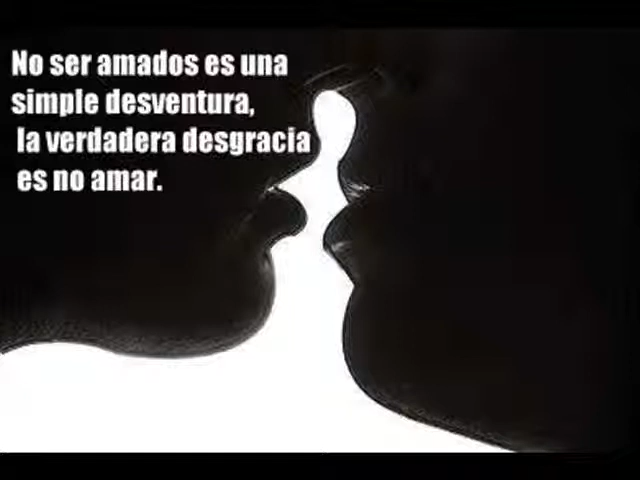 No ser amados es una
simple desventura,
la verdadera desgracia
es no amar.